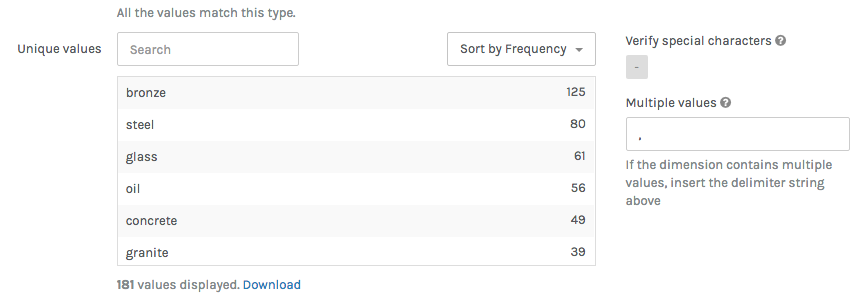 All the values match this type.
Unique values
Search
Sort by Frequency
bronze 125
steel 80
glass 61
oil 56
concrete 49
granite 39
181 values displayed. Download
Verify special characters ?
-
Multiple values ?
,
If the dimension contains multiple
values, insert the delimiter string
above